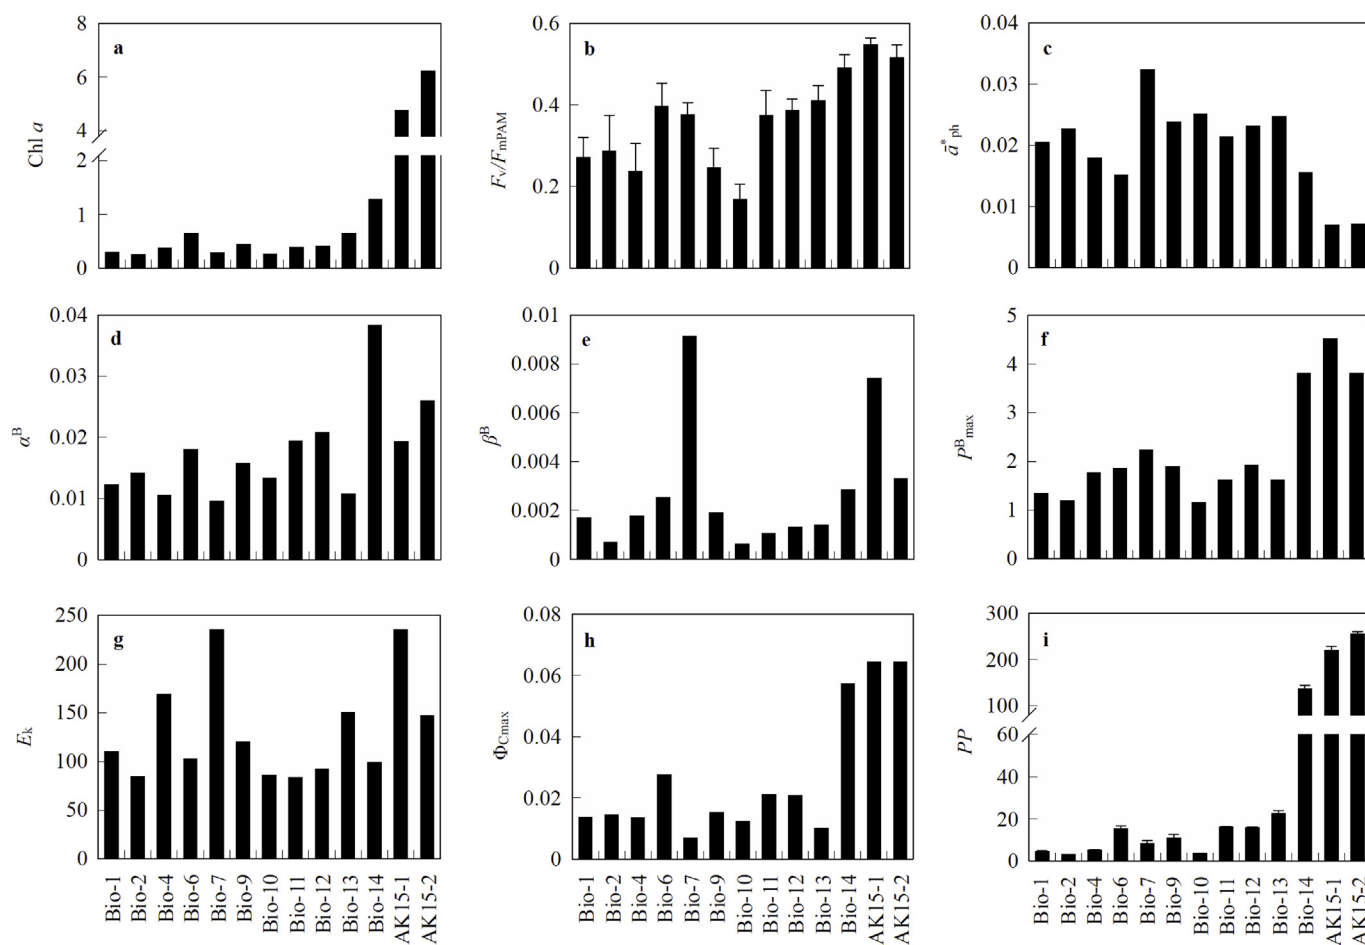 a
Chl a
8
6
4
2
1
0
b
Fv/FmPAM
0.6
0.4
0.2
0
c
ā*ph
0.04
0.03
0.02
0.01
0
d
αB
0.04
0.03
0.02
0.01
0
e
βB
0.01
0.008
0.006
0.004
0.002
0
f
PBmax
5
4
3
2
1
0
g
Ek
250
200
150
100
50
0
Bio-1
Bio-2
Bio-4
Bio-6
Bio-7
Bio-9
Bio-10
Bio-11
Bio-12
Bio-13
Bio-14
AK15-1
AK15-2
h
ΦCmax
0.08
0.06
0.04
0.02
0
Bio-1
Bio-2
Bio-4
Bio-6
Bio-7
Bio-9
Bio-10
Bio-11
Bio-12
Bio-13
Bio-14
AK15-1
AK15-2
i
PP
300
200
100
60
40
20
0
Bio-1
Bio-2
Bio-4
Bio-6
Bio-7
Bio-9
Bio-10
Bio-11
Bio-12
Bio-13
Bio-14
AK15-1
AK15-2